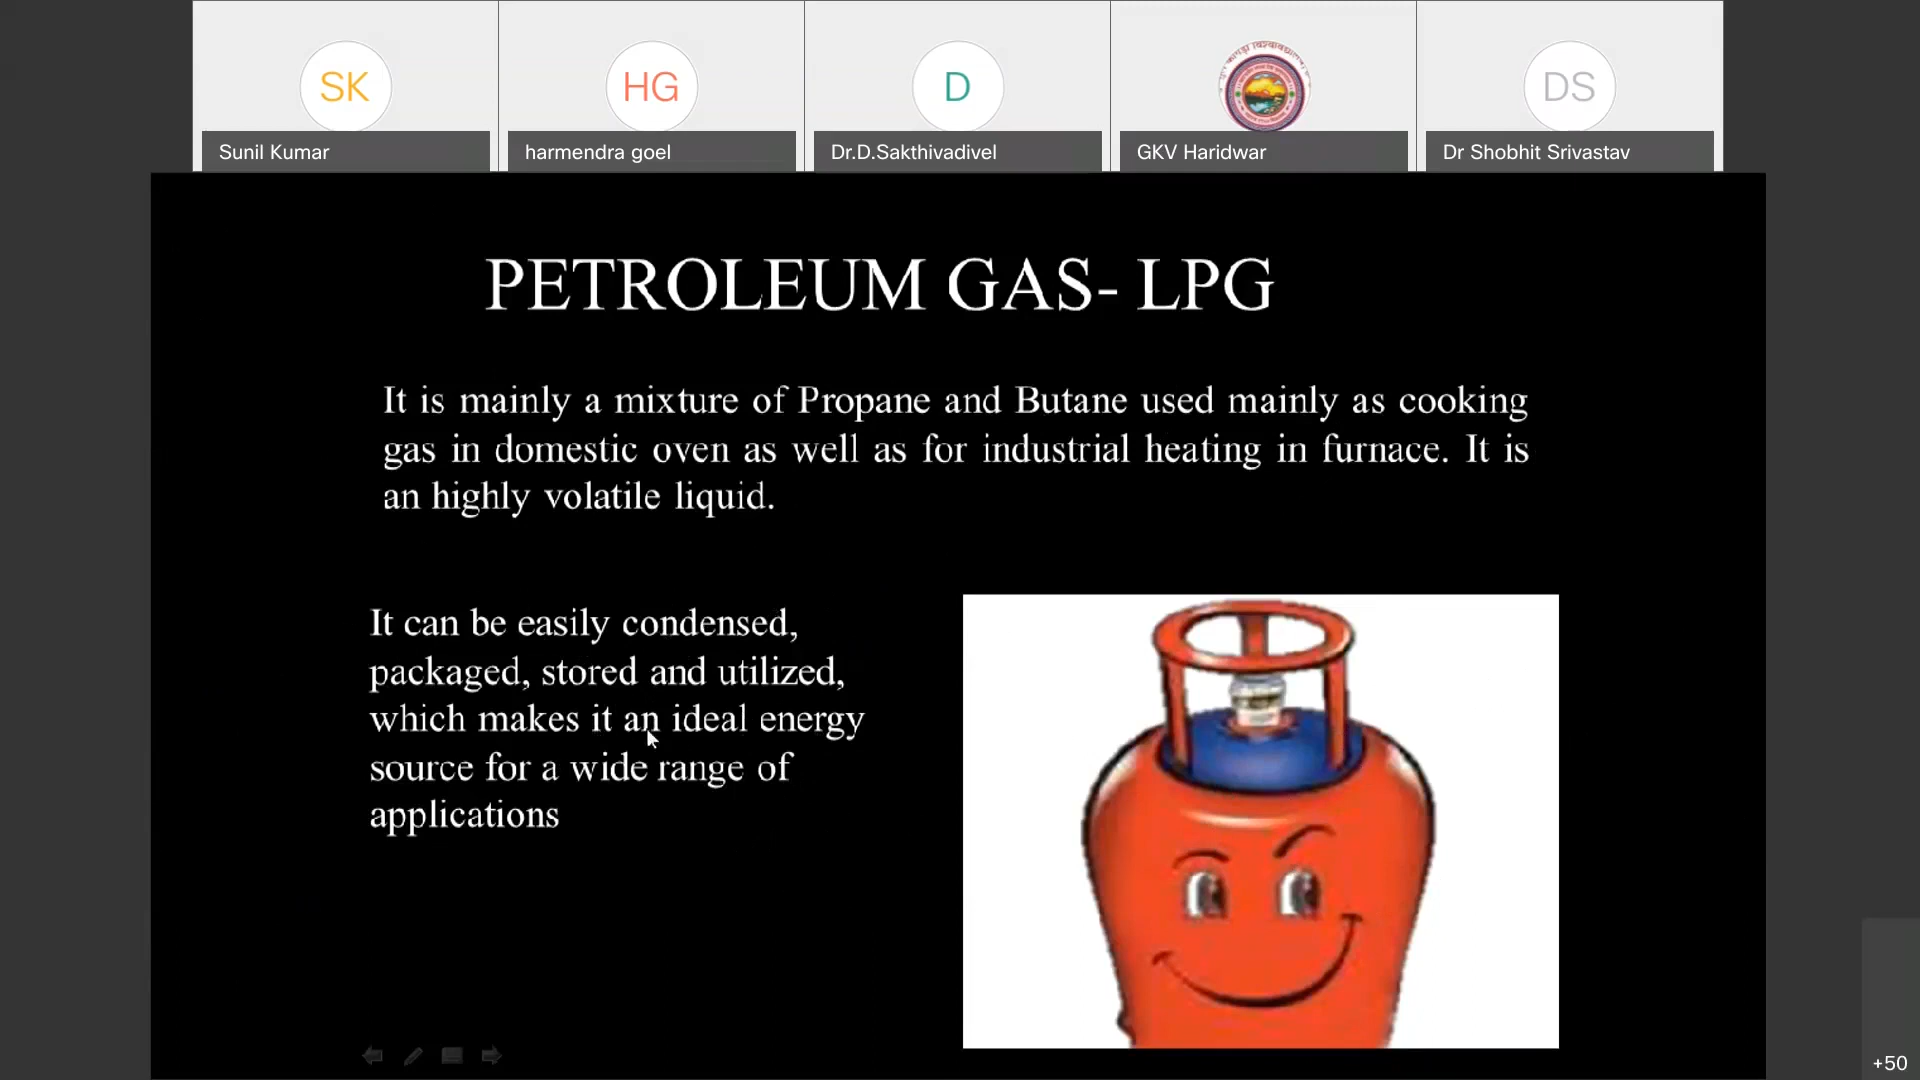 SK
HG
D
DS
Sunil Kumar
harmendra goel
Dr.D.Sakthivadivel
GKV Haridwar
Dr Shobhit Srivastav
PETROLEUM GAS- LPG
It is mainly a mixture of Propane and Butane used mainly as cooking
gas in domestic oven as well as for industrial heating in furnace. It is
an highly volatile liquid.
It can be easily condensed,
packaged, stored and utilized,
which makes it an ideal energy
source for a wide range of
applications
+50